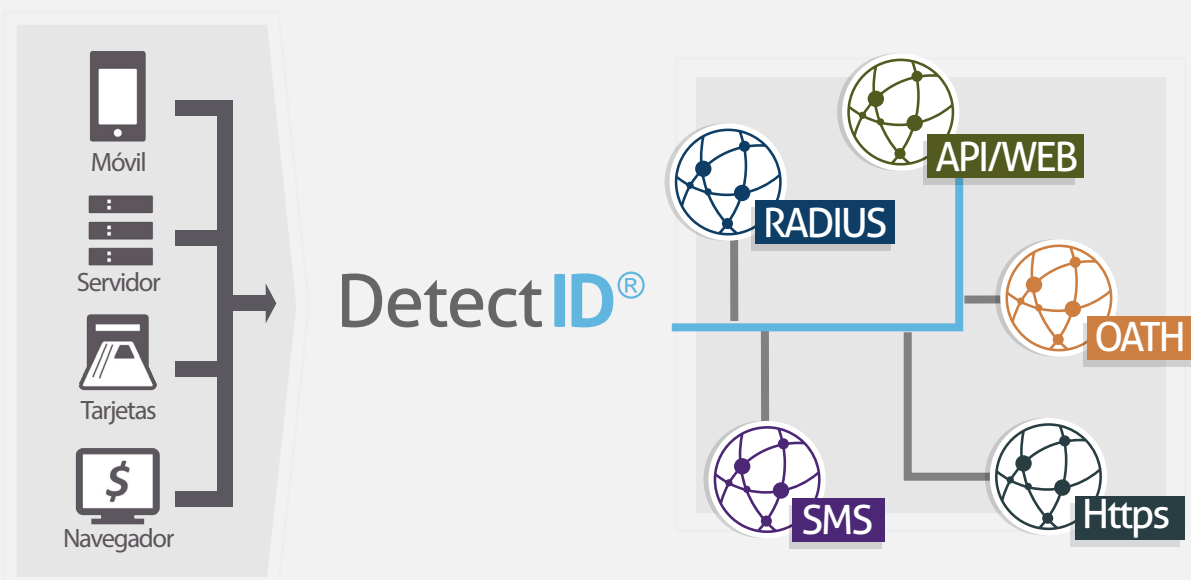 Móvil
Servidor
Tarjetas
$
Navegador
DetectID®
RADIUS
API/WEB
OATH
SMS
Https